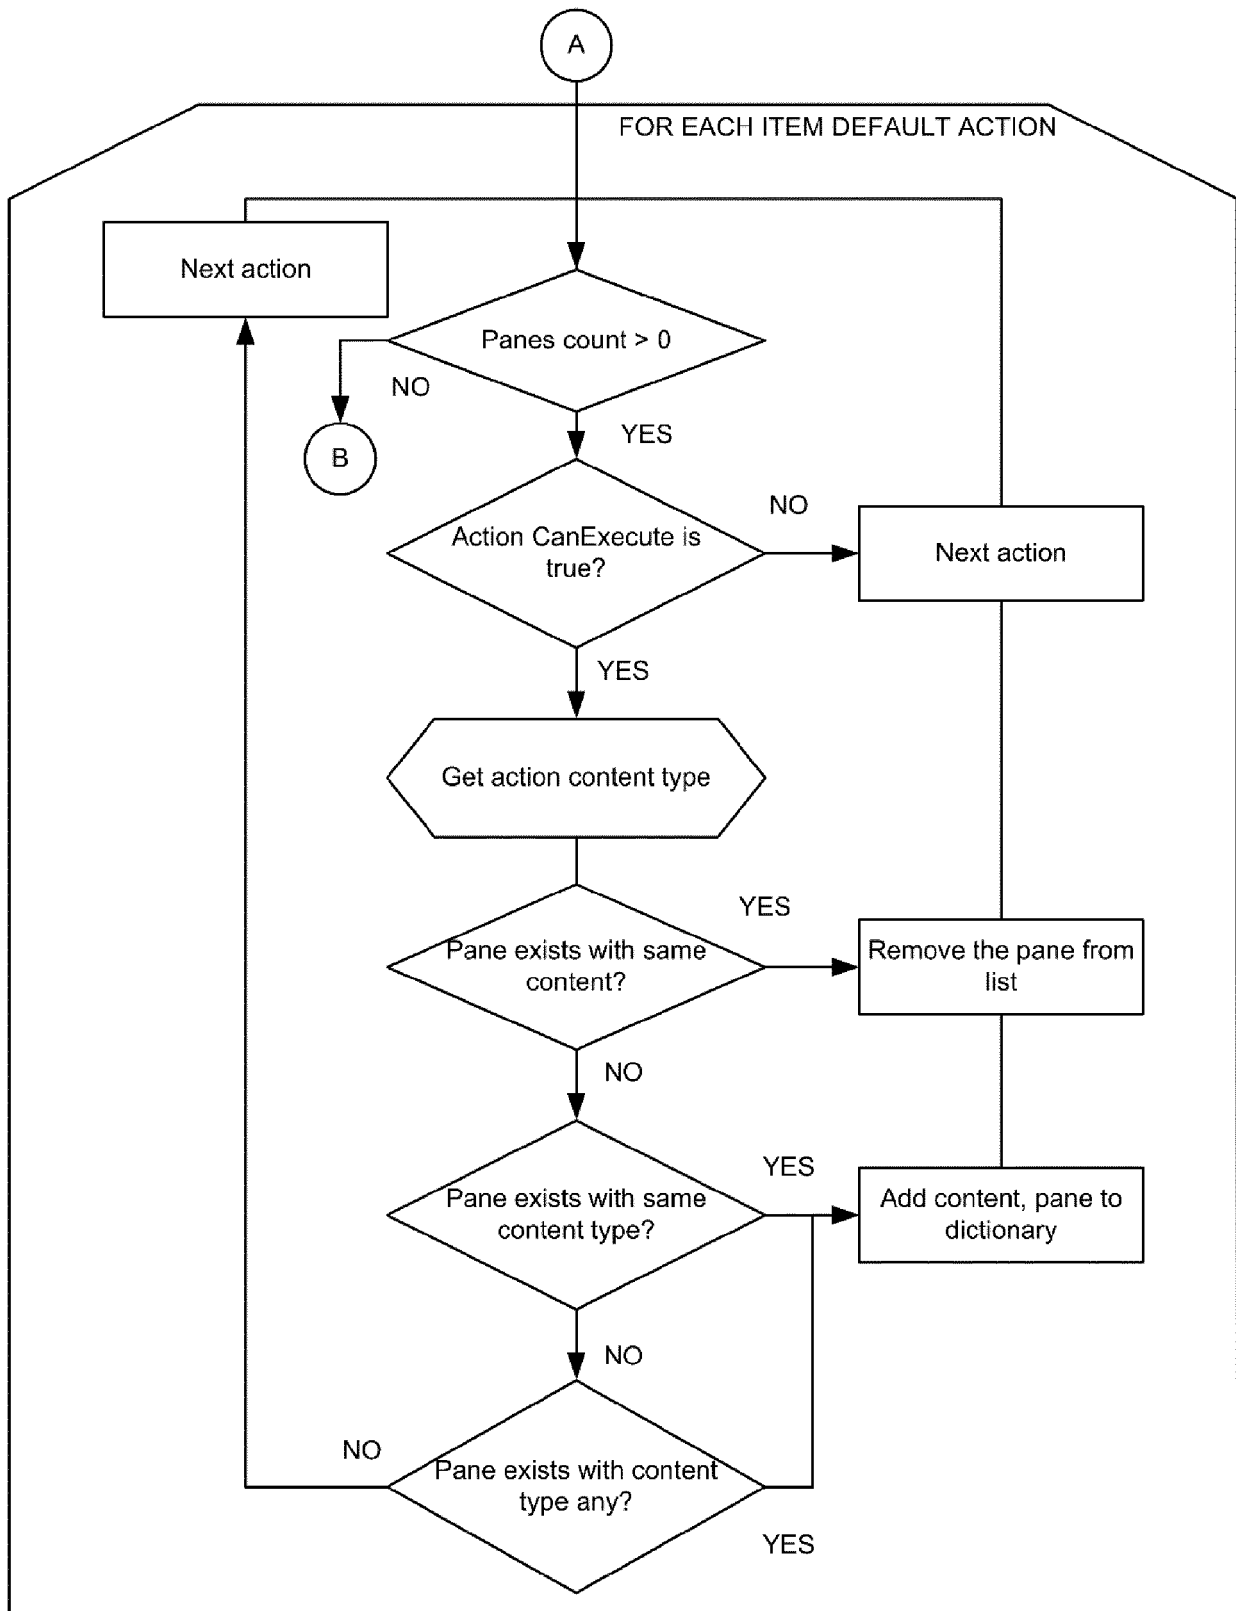 A
FOR EACH ITEM DEFAULT ACTION
Next action
Panes count > 0
NO
YES
B
Action CanExecute is
true?
NO
Next action
YES
Get action content type
YES
Pane exists with same
content?
Remove the pane from
list
NO
YES
Pane exists with same
content type?
Add content, pane to
dictionary
NO
NO
Pane exists with content
type any?
YES